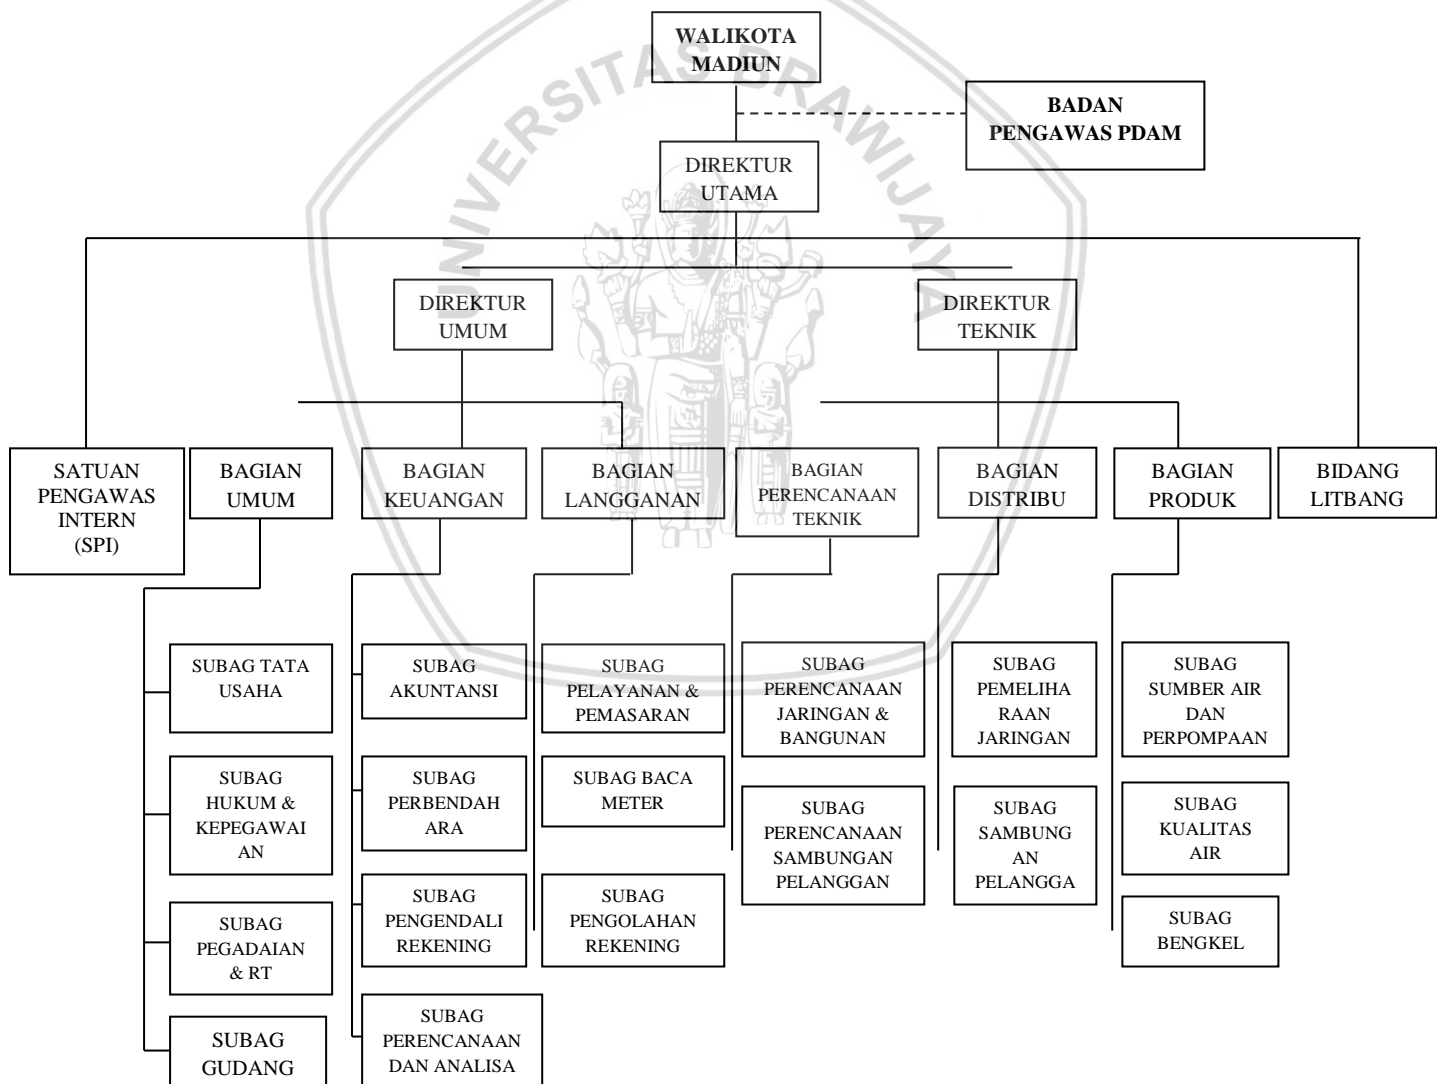 WALIKOTA
MADIUN
BADAN
PENGAWAS PDAM
DIREKTUR
UTAMA
UNIVERSITAS BRAWIJAYA
DIREKTUR
UMUM
DIREKTUR
TEKNIK
SATUAN
PENGAWAS
INTERN
(SPI)
BAGIAN
UMUM
BAGIAN
KEUANGAN
BAGIAN
LANGGANAN
BAGIAN
PERENCANAAN
TEKNIK
BAGIAN
DISTRIBU
BAGIAN
PRODUK
BIDANG
LITBANG
SUBAG TATA
USAHA
SUBAG
HUKUM &
KEPEGAWAI
AN
SUBAG
PEGADAIAN
& RT
SUBAG
GUDANG
SUBAG
AKUNTANSI
SUBAG
PERBENDAH
ARA
SUBAG
PENGENDALI
REKENING
SUBAG
PERENCANAAN
DAN ANALISA
SUBAG
PELAYANAN &
PEMASARAN
SUBAG BACA
METER
SUBAG
PENGOLAHAN
REKENING
SUBAG
PERENCANAAN
JARINGAN &
BANGUNAN
SUBAG
PERENCANAAN
SAMBUNGAN
PELANGGAN
SUBAG
PEMELIHA
RAAN
JARINGAN
SUBAG
SAMBUNG
AN
PELANGGA
SUBAG
SUMBER AIR
DAN
PERPOMPAAN
SUBAG
KUALITAS
AIR
SUBAG
BENGKEL